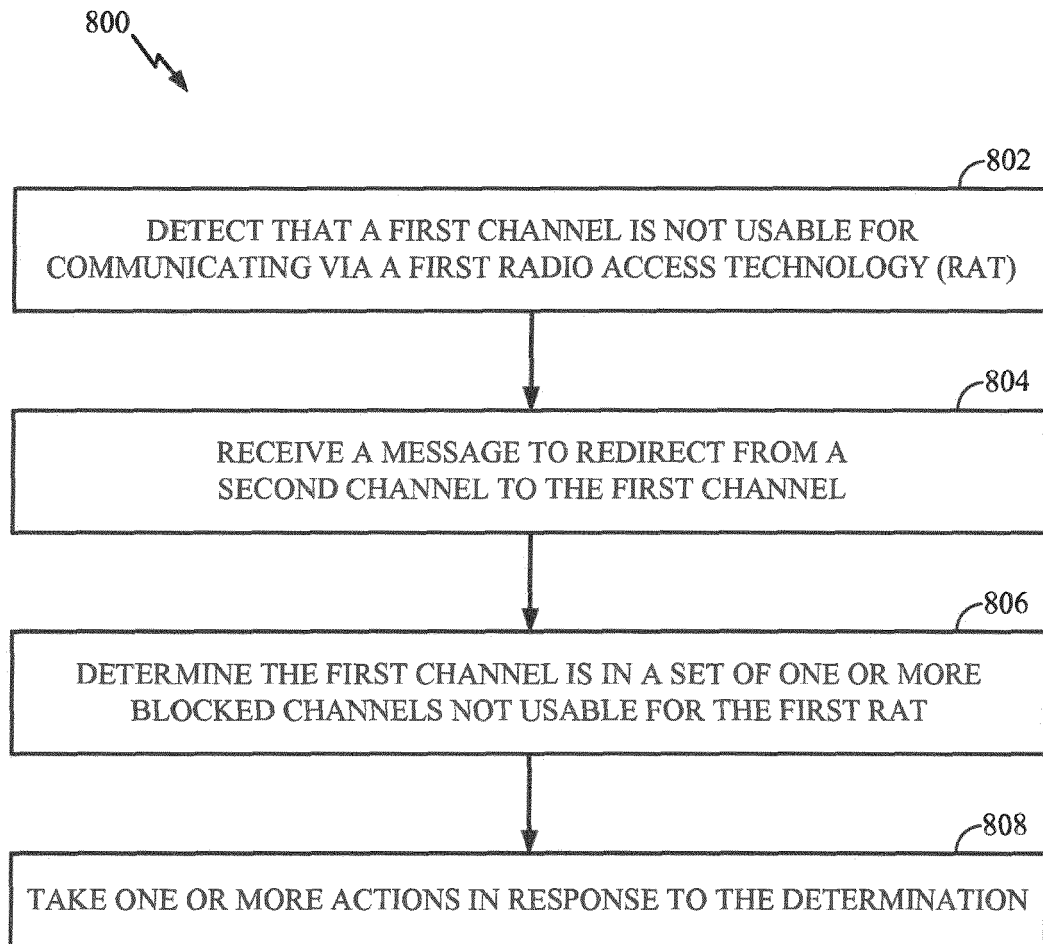 800
802
DETECT THAT A FIRST CHANNEL IS NOT USABLE FOR
COMMUNICATING VIA A FIRST RADIO ACCESS TECHNOLOGY (RAT)
804
RECEIVE A MESSAGE TO REDIRECT FROM A
SECOND CHANNEL TO THE FIRST CHANNEL
806
DETERMINE THE FIRST CHANNEL IS IN A SET OF ONE OR MORE
BLOCKED CHANNELS NOT USABLE FOR THE FIRST RAT
808
TAKE ONE OR MORE ACTIONS IN RESPONSE TO THE DETERMINATION